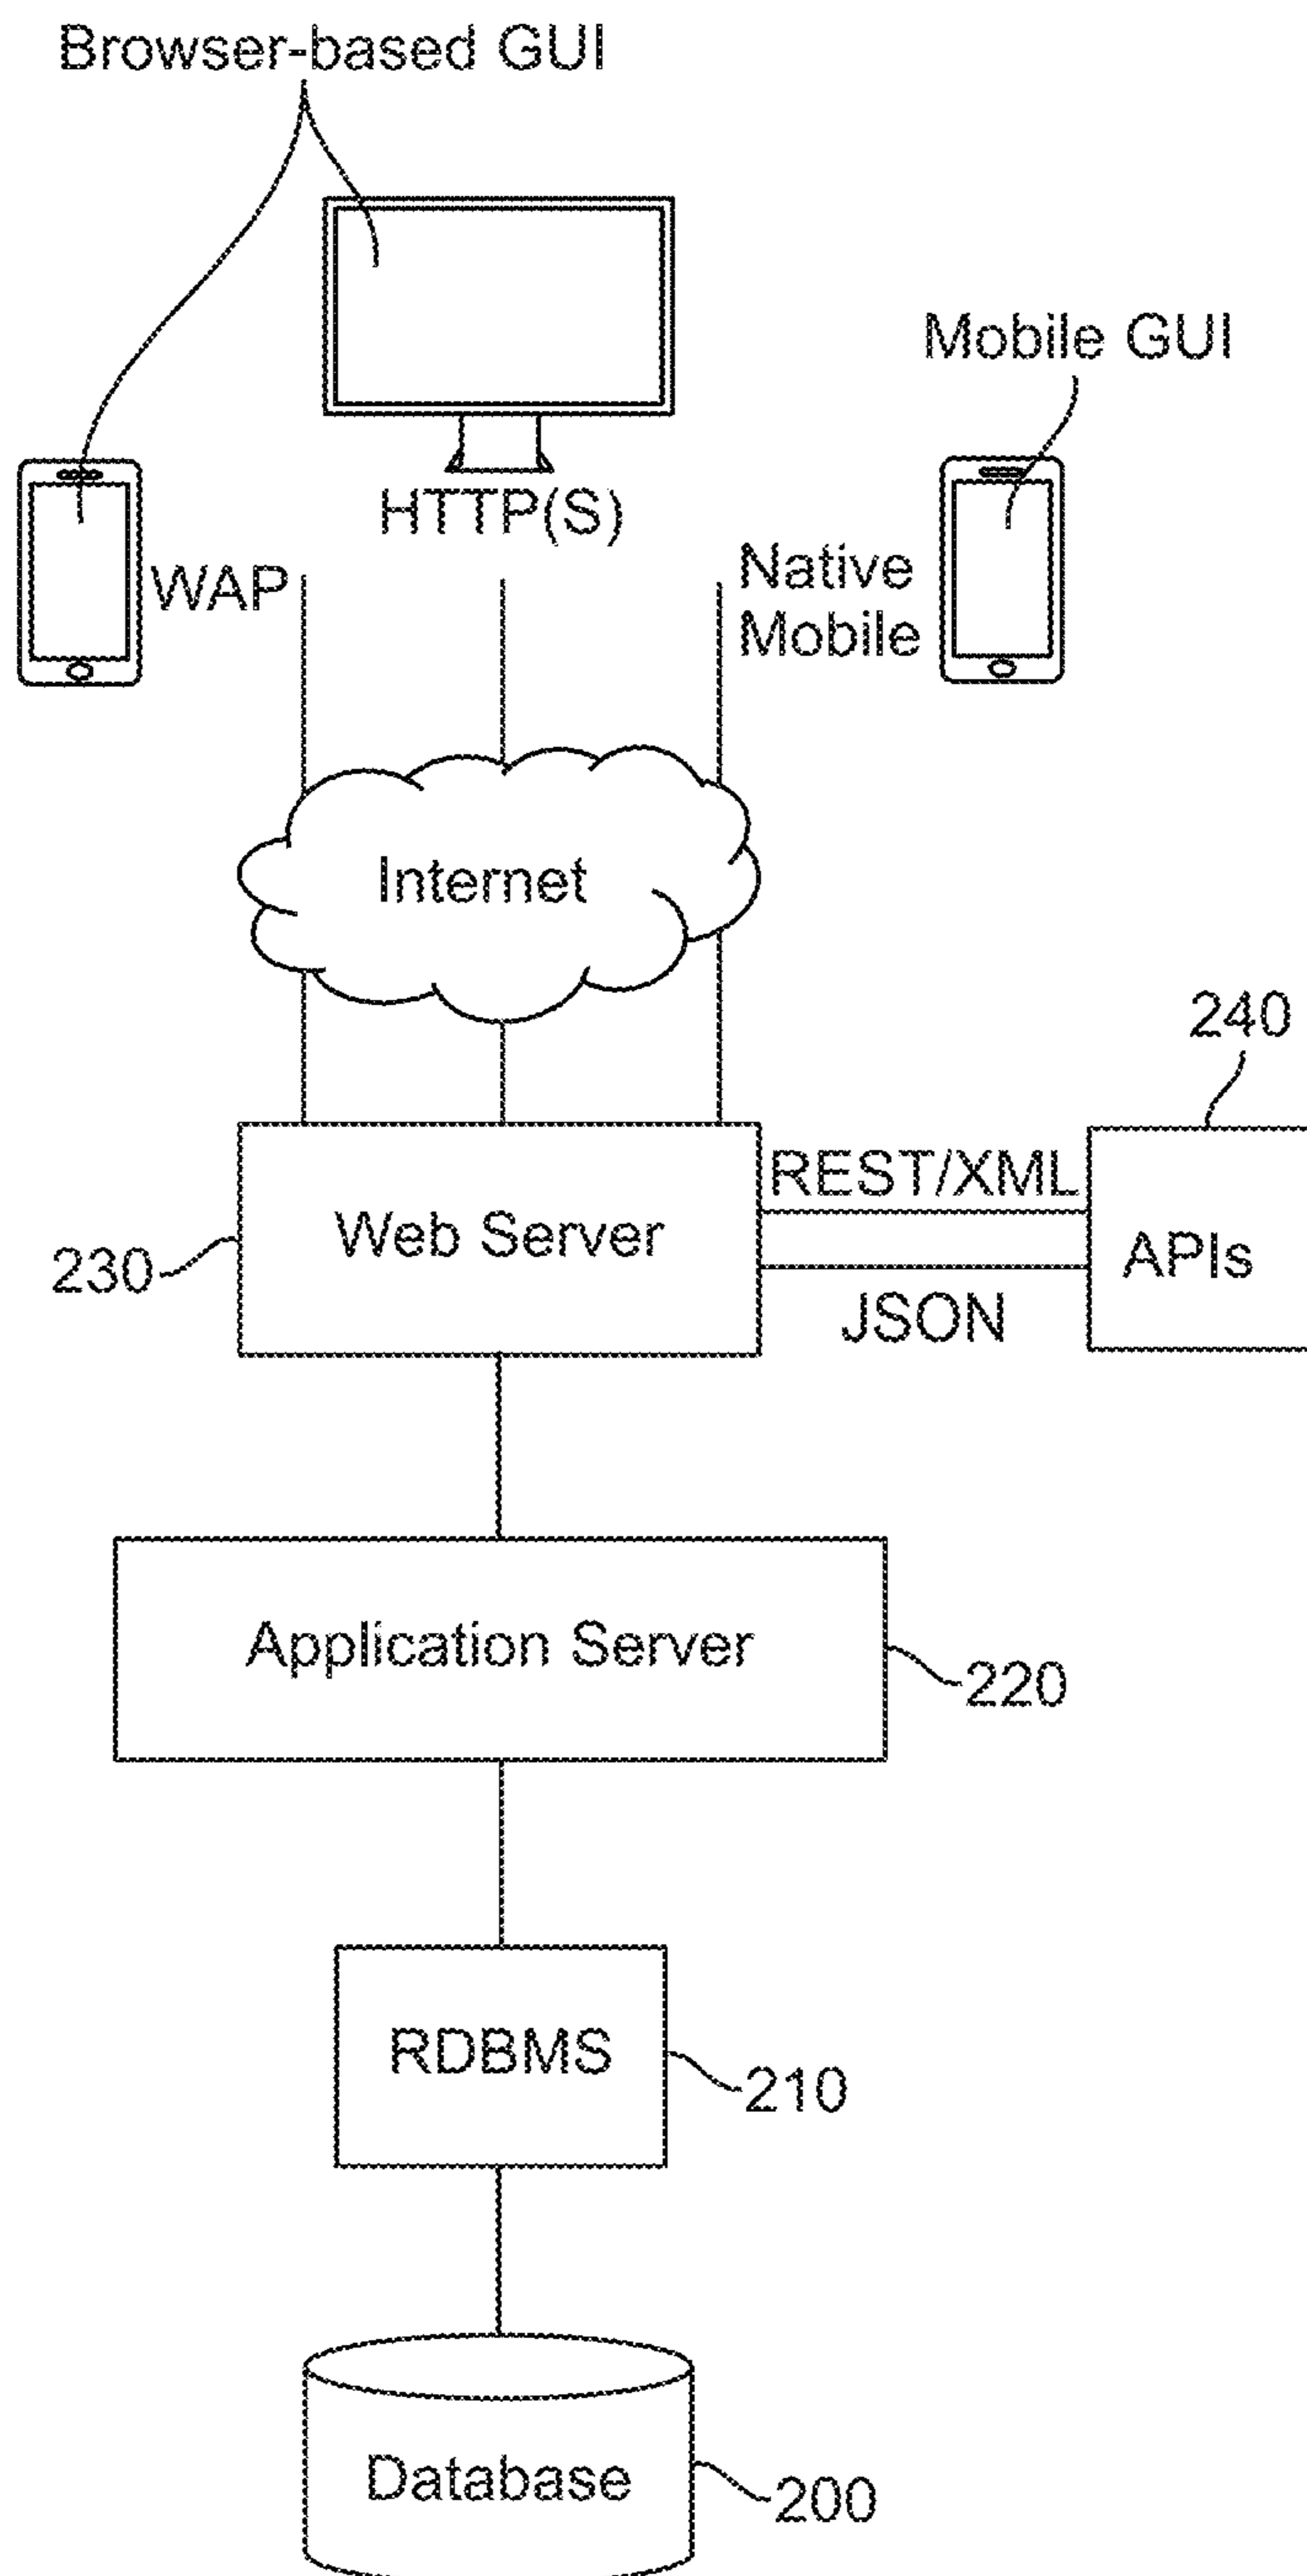 Browser-based GUI
Mobile GUI
HTTP(S)
WAP
Native
Mobile
Internet
240
REST/XML
Web Server
APIs
230
JSON
Application Server
220
RDBMS
210
Database
200